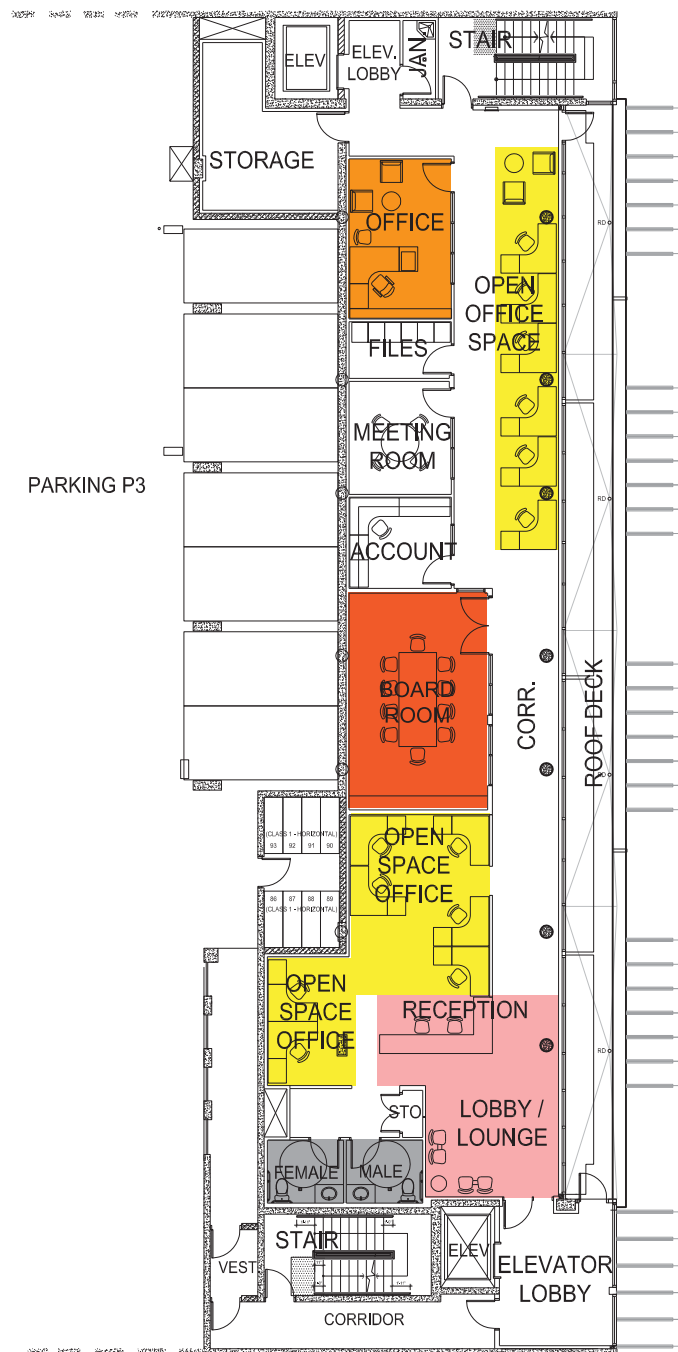 STAIR
ELEV
ELEV.
LOBBY
JAN
STORAGE
OFFICE
RD
OPEN
OFFICE
SPACE
FILES
MEETING
ROOM
PARKING P3
RD
ACCOUNT
BOARD
ROOM
CORR.
ROOF DECK
RD
(CLASS 1 - HORIZONTAL)
93 92 91 90
86 87 88 89
(CLASS 1 - HORIZONTAL)
OPEN
SPACE
OFFICE
OPEN
SPACE
OFFICE
RECEPTION
RD
STO.
LOBBY /
LOUNGE
FEMALE
MALE
STAIR
VEST.
ELEV
ELEVATOR
LOBBY
CORRIDOR